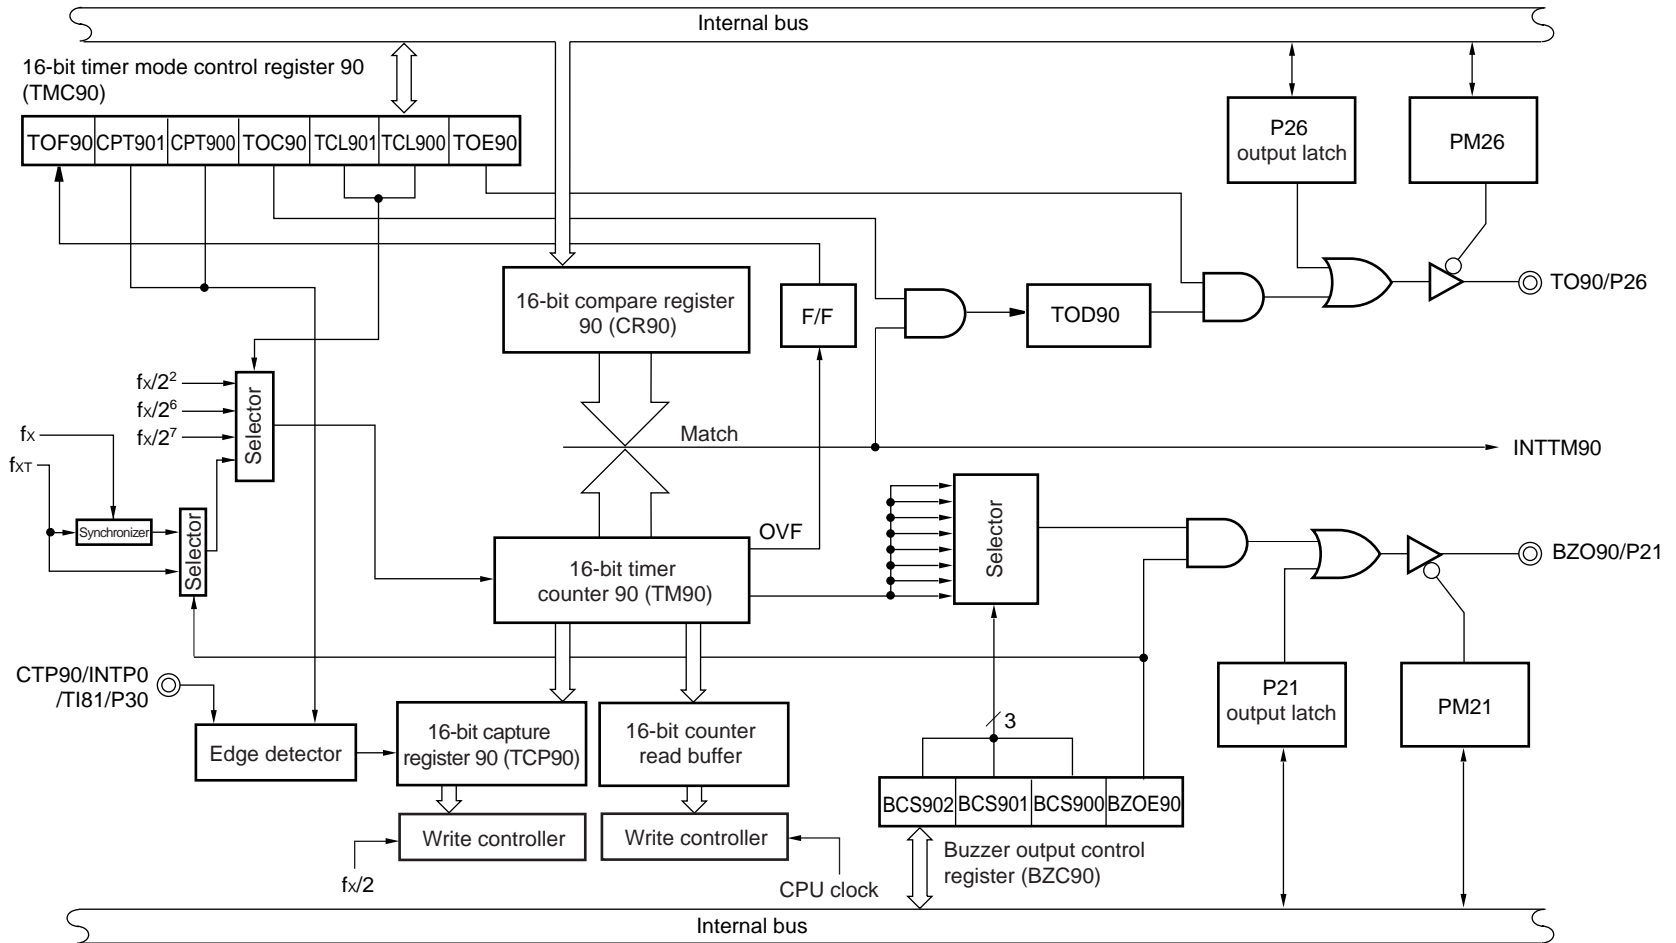 Internal bus
16-bit timer mode control register 90
(TMC90)
TOF90 CPT901 CPT900 TOC90 TCL901 TCL900 TOE90
P26
output latch
PM26
16-bit compare register
90 (CR90)
F/F
TOD90
TO90/P26
fX/2²
fX/2⁶
fX/2⁷
Selector
fX
fXT
Match
INTTM90
Synchronizer
Selector
OVF
16-bit timer
counter 90 (TM90)
Selector
BZO90/P21
CTP90/INTP0
/TI81/P30
Edge detector
16-bit capture
register 90 (TCP90)
16-bit counter
read buffer
3
P21
output latch
PM21
BCS902 BCS901 BCS900 BZOE90
Write controller
Write controller
fX/2
CPU clock
Buzzer output control
register (BZC90)
Internal bus